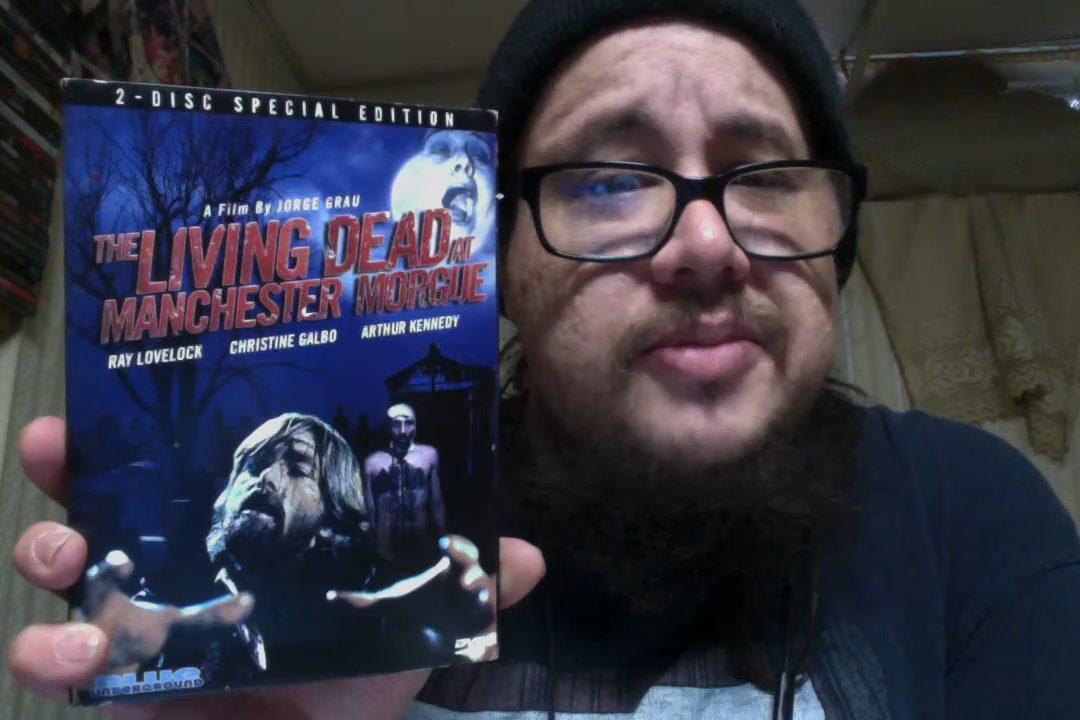 2-DISC SPECIAL EDITION
A Film By JORGE GRAU
THE LIVING DEAD AT
MANCHESTER MORGUE
RAY LOVELOCK CHRISTINE GALBO ARTHUR KENNEDY
BLUE
UNDERGROUND
DVD